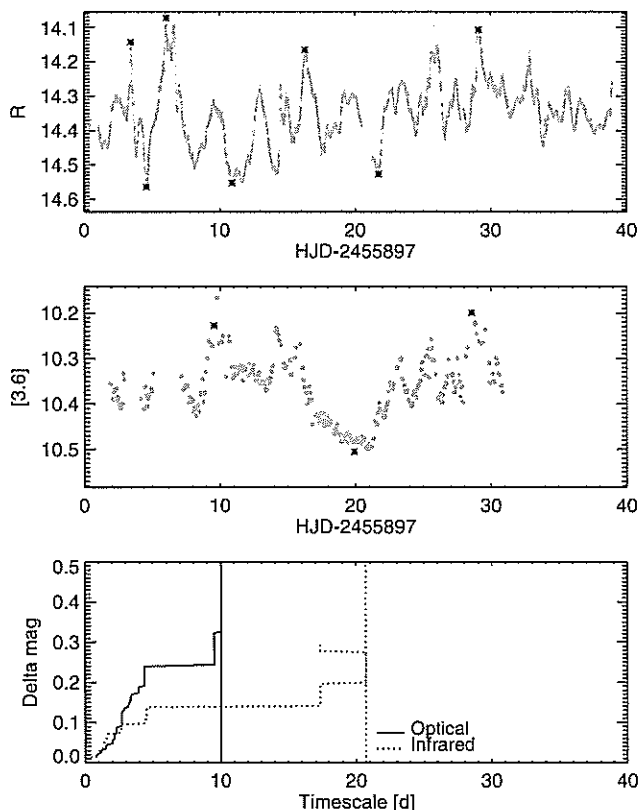 14.1
14.2
14.3
14.4
14.5
14.6
R
0 10 20 30 40
HJD-2455897
10.2
10.3
10.4
10.5
[3.6]
0 10 20 30 40
HJD-2455897
0.5
0.4
0.3
0.2
0.1
0.0
Delta mag
Optical
Infrared
0 10 20 30 40
Timescale [d]